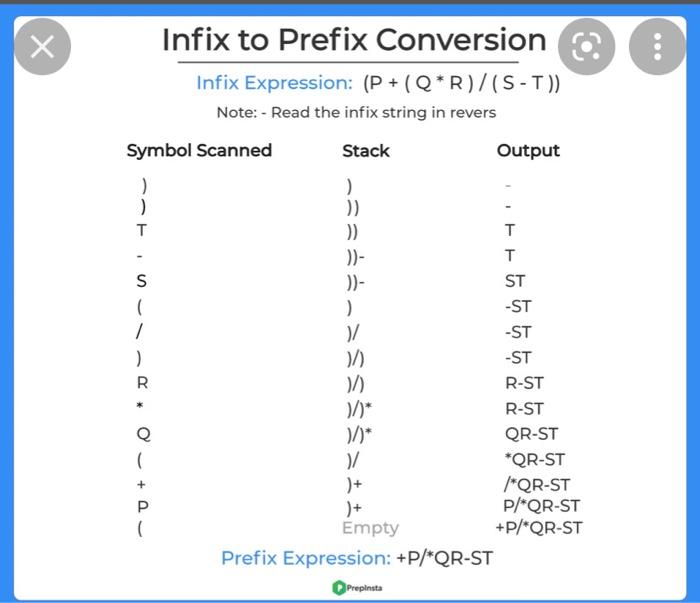 Infix to Prefix Conversion
Infix Expression: (P + ( Q * R ) / ( S - T ))
Note: - Read the infix string in revers
Symbol Scanned Stack Output
) ) -
) )) -
T )) T
- ))- T
S ))- ST
( ) -ST
/ )/ -ST
) )/) -ST
R )/) R-ST
* )/)* R-ST
Q )/)* QR-ST
( )/ *QR-ST
+ )+ /*QR-ST
P )+ P/*QR-ST
( Empty +P/*QR-ST
Prefix Expression: +P/*QR-ST
PrepInsta